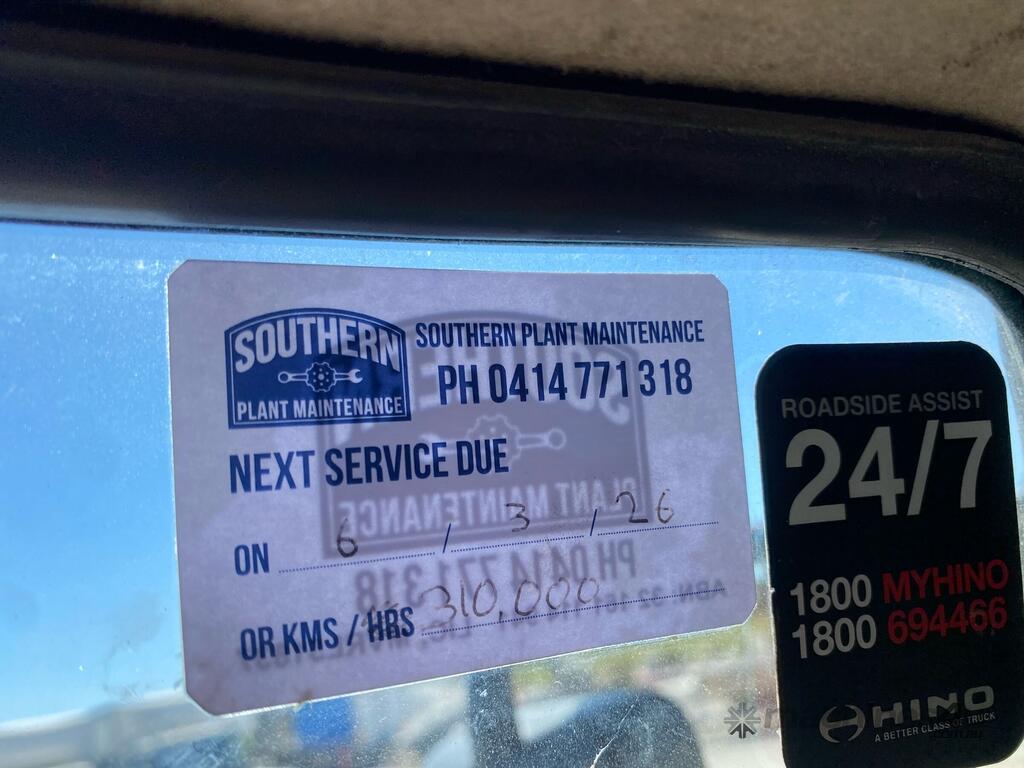 SOUTHERN
PLANT MAINTENANCE
SOUTHERN PLANT MAINTENANCE
PH 0414 771 318
NEXT SERVICE DUE
ON 6 / 3 / 26
OR KMS / HRS 310,000
ROADSIDE ASSIST
24/7
1800 MYHINO
1800 694466
HINO
A BETTER CLASS OF TRUCK